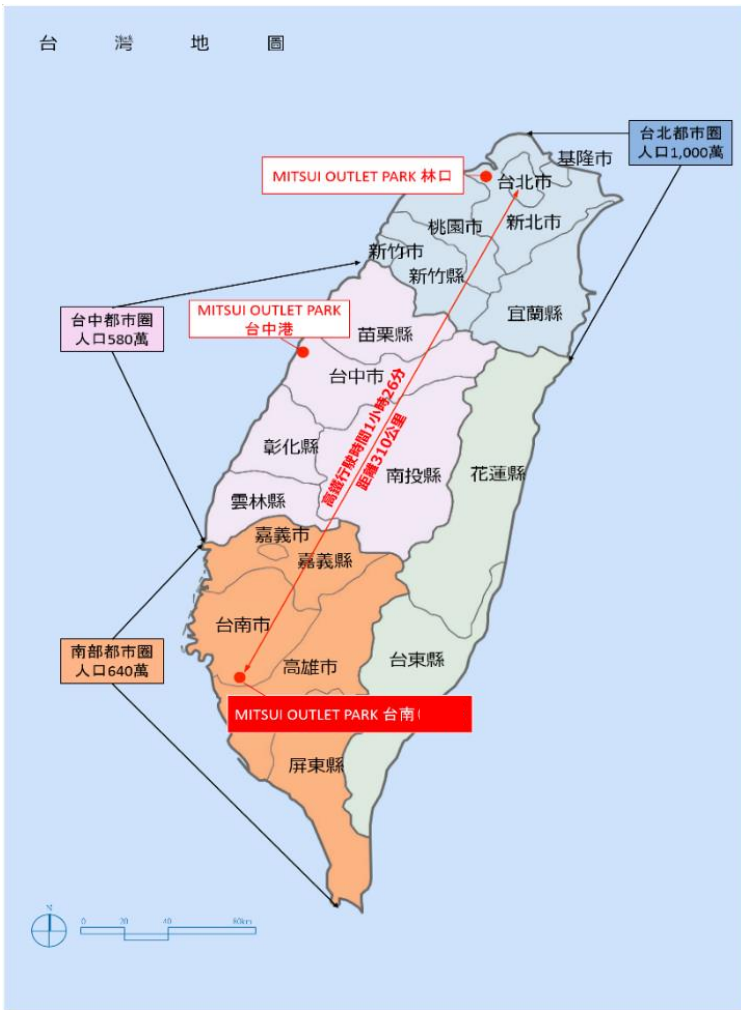 台灣地圖
台北都市圈
人口1,000萬
基隆市
MITSUI OUTLET PARK 林口
台北市
桃園市
新北市
新竹市
新竹縣
宜蘭縣
MITSUI OUTLET PARK
台中港
台中都市圈
人口580萬
苗栗縣
台中市
高鐵行駛時間1小時26分
距離310公里
彰化縣
南投縣
花蓮縣
雲林縣
嘉義市
嘉義縣
台南市
南部都市圈
人口640萬
高雄市
台東縣
MITSUI OUTLET PARK 台南(
屏東縣
N
0 20 40 80km